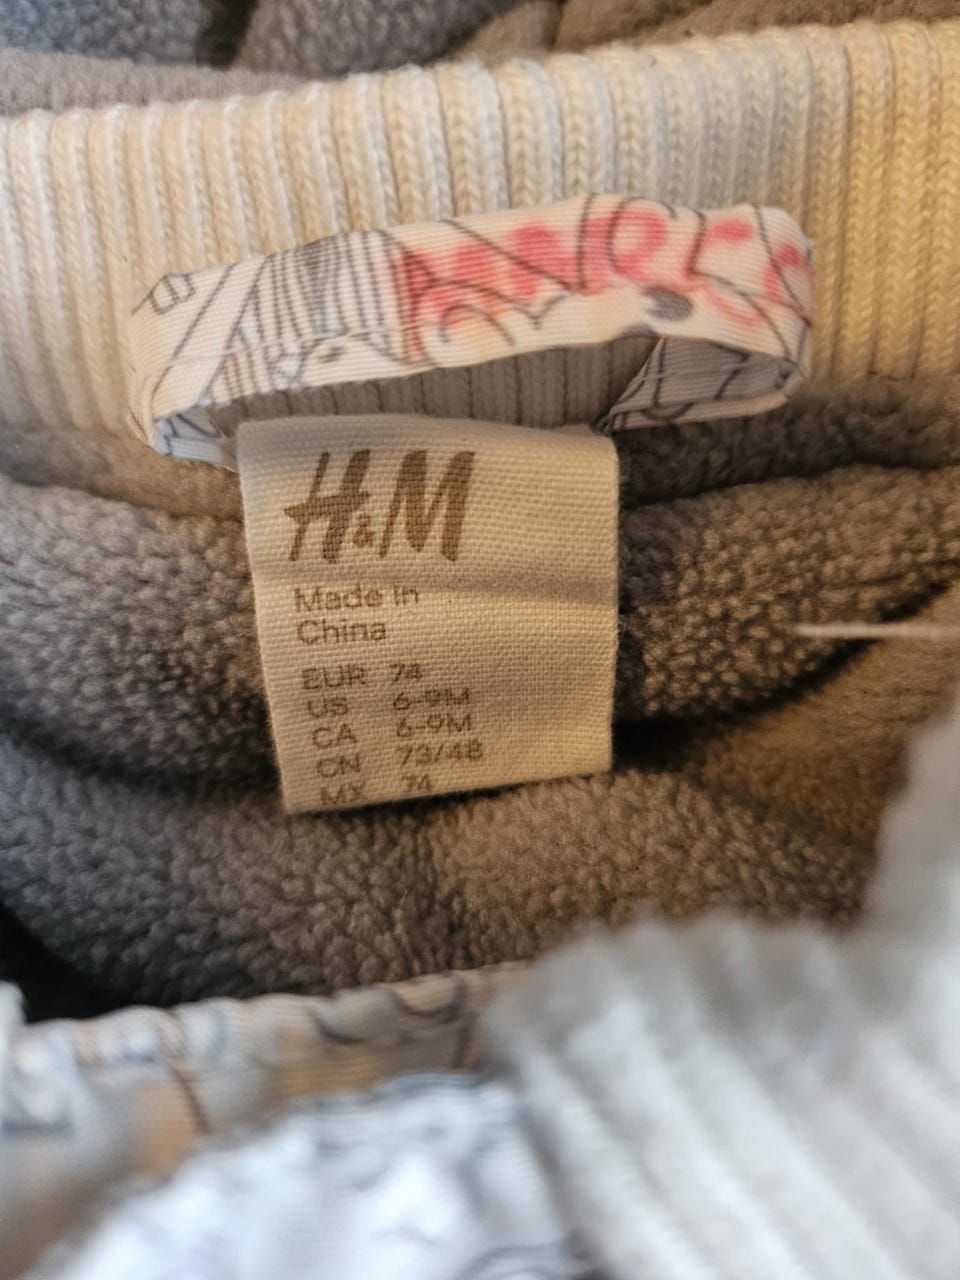 H&M
Made in
China
EUR 74
US 6-9M
CA 6-9M
CN 73/48
MX 74